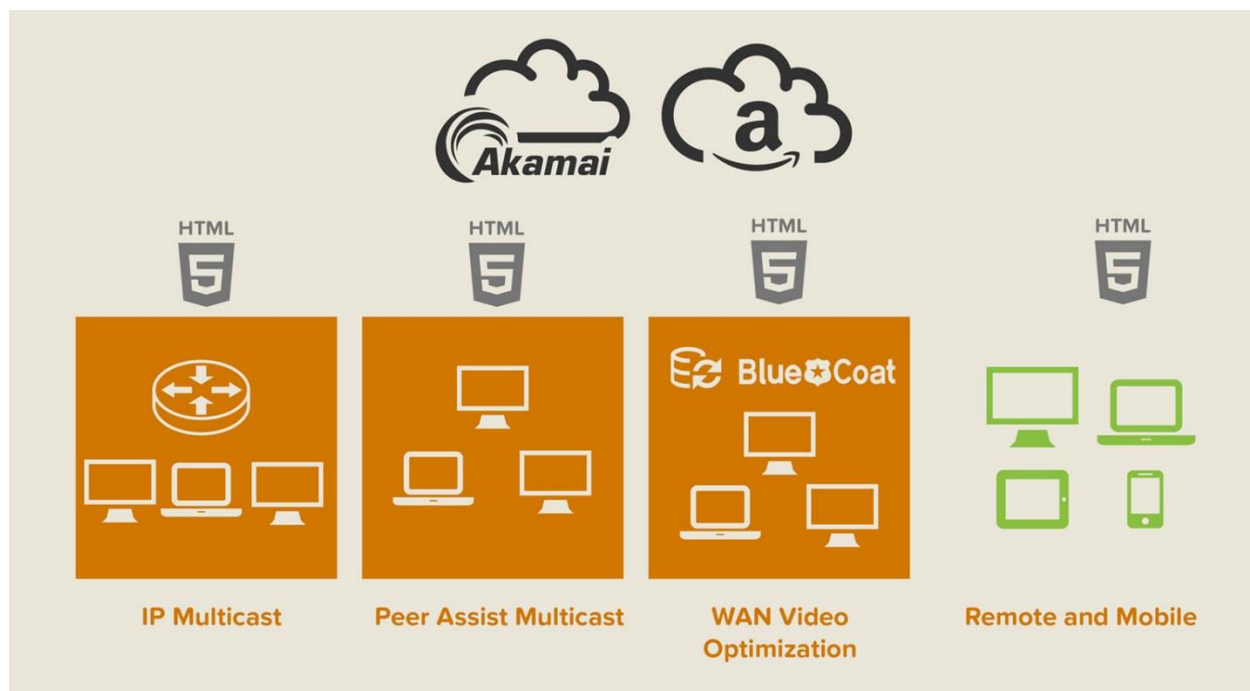 Akamai
a
HTML
5
HTML
5
HTML
5
HTML
5
Blue Coat
IP Multicast
Peer Assist Multicast
WAN Video
Optimization
Remote and Mobile